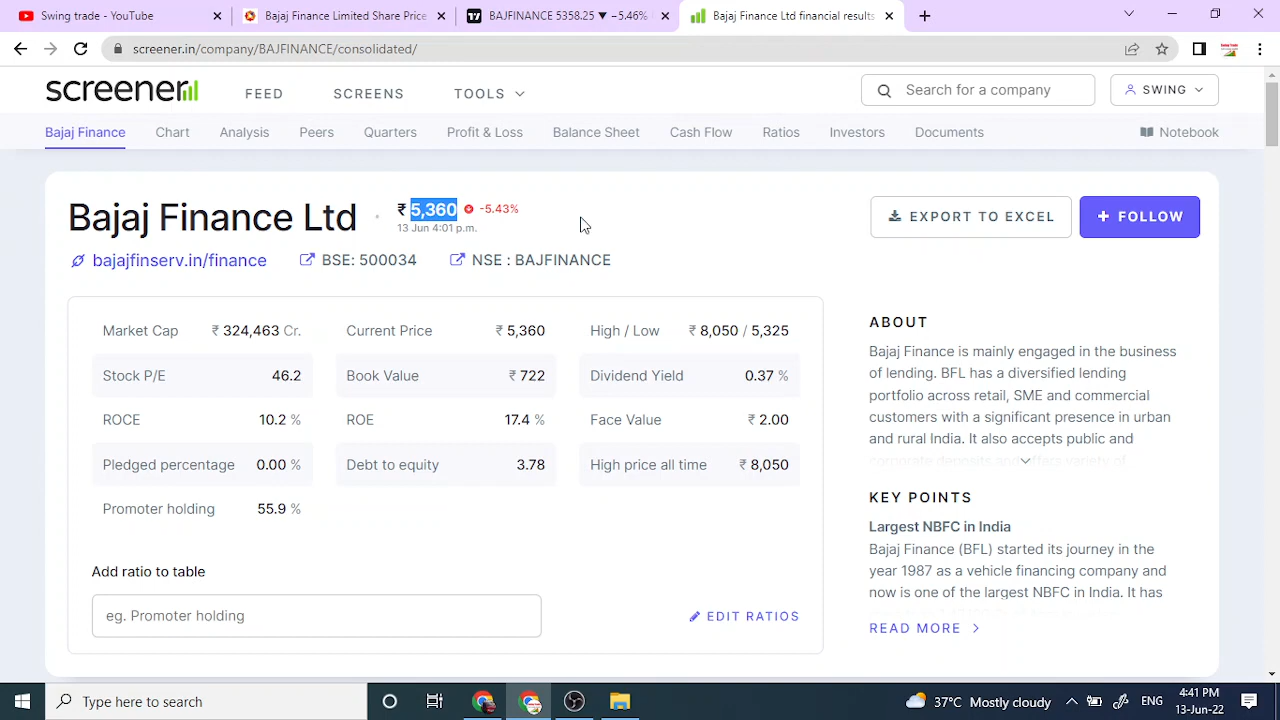 Swing trade - YouTube
Bajaj Finance Limited Share Price
BAJFINANCE 5358.25 ▼ −5.46%
Bajaj Finance Ltd financial results
screener.in/company/BAJFINANCE/consolidated/
screener
FEED
SCREENS
TOOLS
Search for a company
SWING
Bajaj Finance
Chart
Analysis
Peers
Quarters
Profit & Loss
Balance Sheet
Cash Flow
Ratios
Investors
Documents
Notebook
Bajaj Finance Ltd
₹ 5,360 -5.43%
13 Jun 4:01 p.m.
EXPORT TO EXCEL
+ FOLLOW
bajajfinserv.in/finance
BSE: 500034
NSE : BAJFINANCE
Market Cap ₹ 324,463 Cr.
Current Price ₹ 5,360
High / Low ₹ 8,050 / 5,325
Stock P/E 46.2
Book Value ₹ 722
Dividend Yield 0.37 %
ROCE 10.2 %
ROE 17.4 %
Face Value ₹ 2.00
Pledged percentage 0.00 %
Debt to equity 3.78
High price all time ₹ 8,050
Promoter holding 55.9 %
Add ratio to table
eg. Promoter holding
EDIT RATIOS
ABOUT
Bajaj Finance is mainly engaged in the business
of lending. BFL has a diversified lending
portfolio across retail, SME and commercial
customers with a significant presence in urban
and rural India. It also accepts public and
corporate deposits and offers variety of
KEY POINTS
Largest NBFC in India
Bajaj Finance (BFL) started its journey in the
year 1987 as a vehicle financing company and
now is one of the largest NBFC in India. It has
READ MORE
Type here to search
37°C Mostly cloudy
ENG
4:41 PM
13-Jun-22